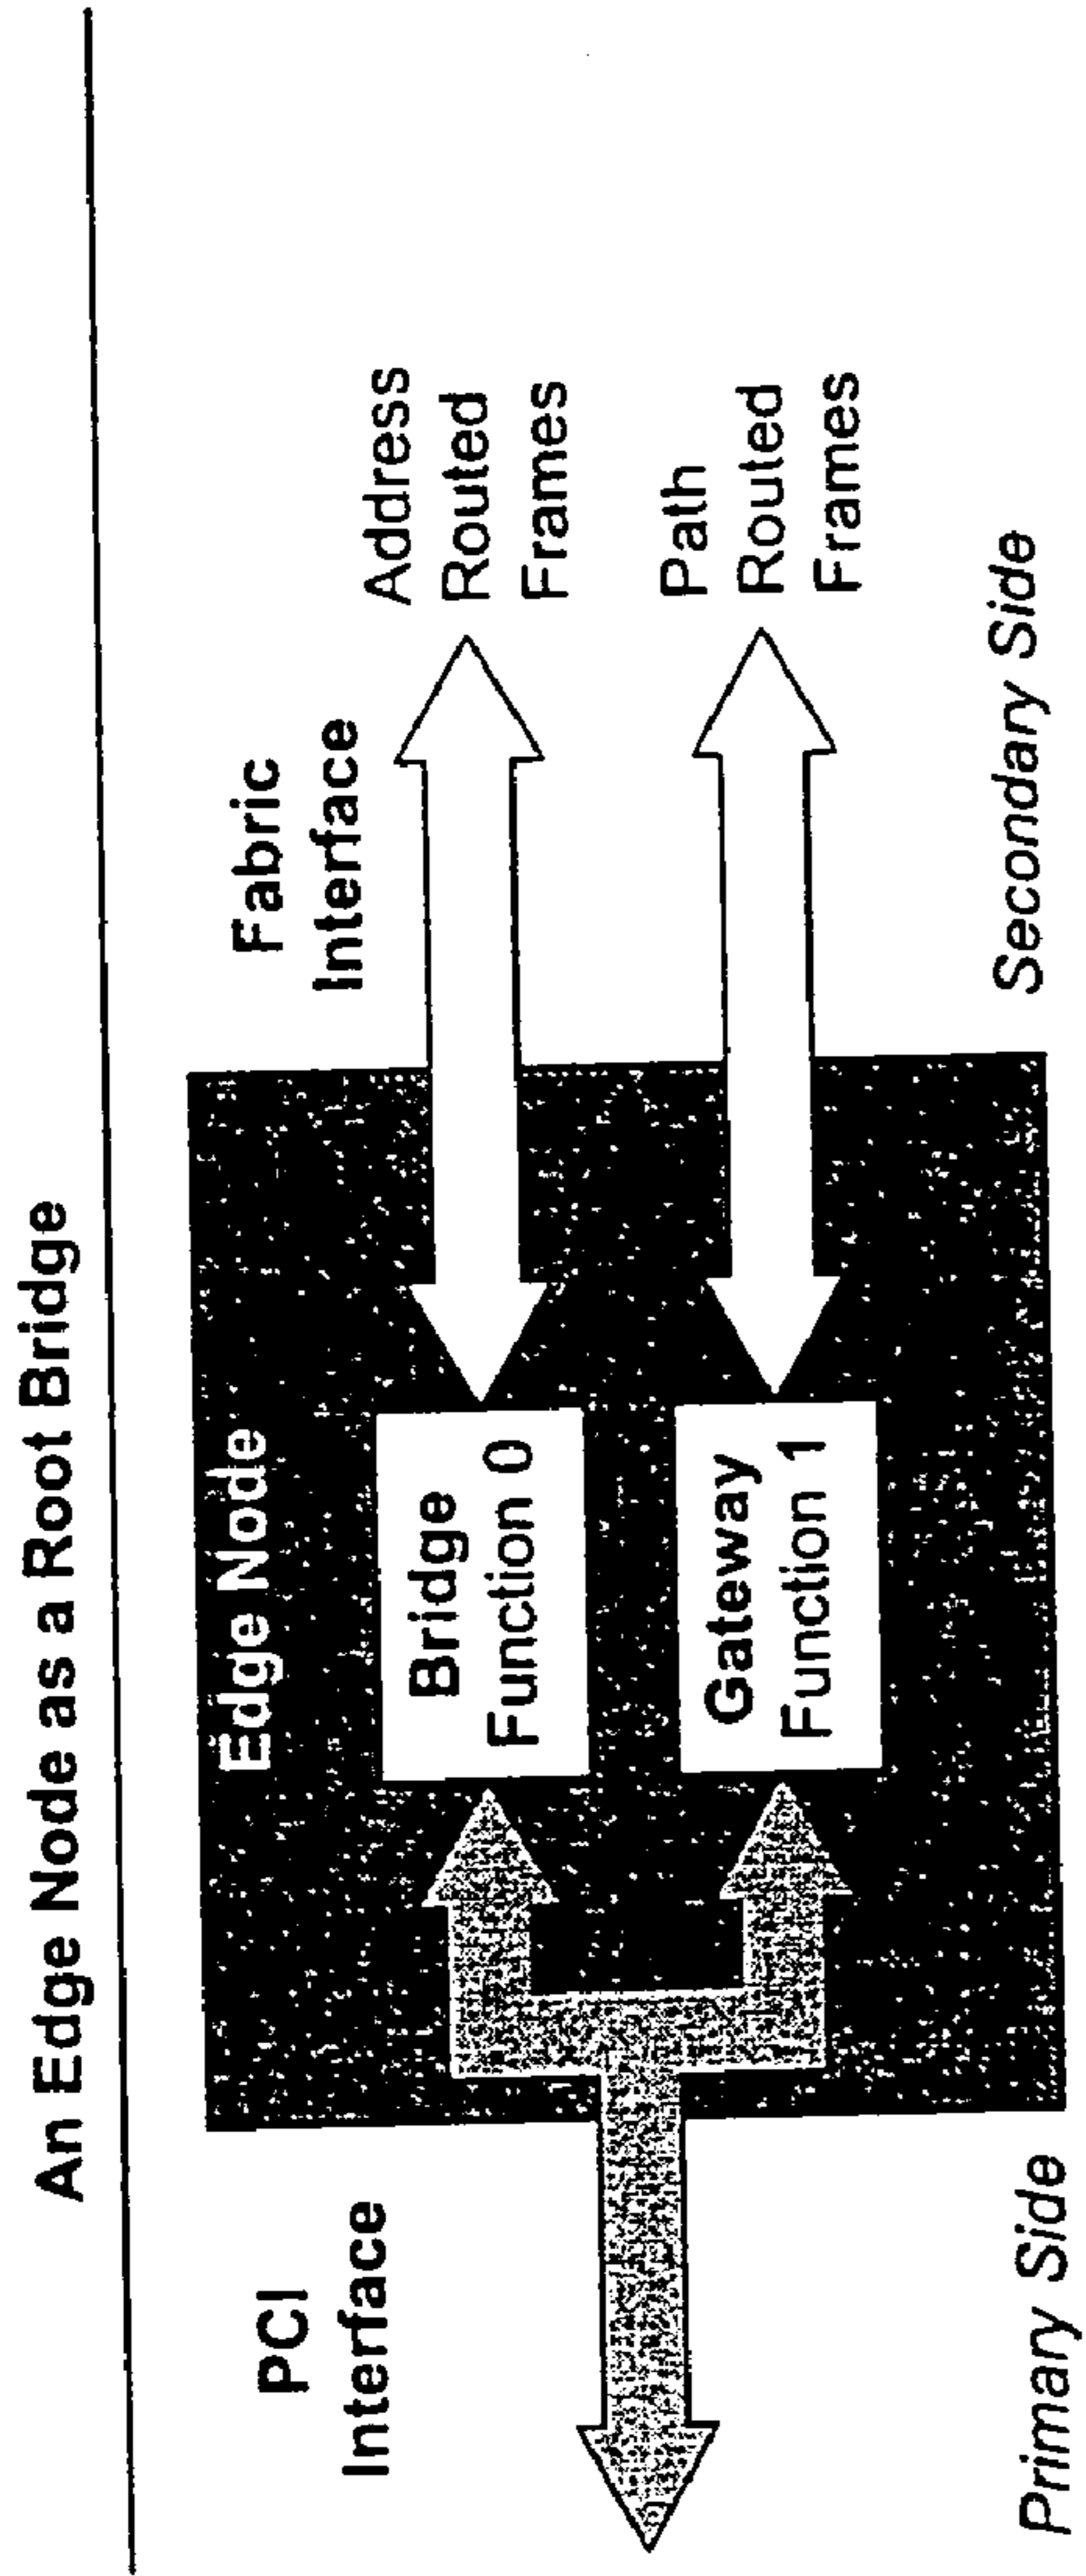 An Edge Node as a Root Bridge
PCI
Interface
Edge Node
Fabric
Interface
Bridge
Function 0
Address
Routed
Frames
Gateway
Function 1
Path
Routed
Frames
Primary Side
Secondary Side